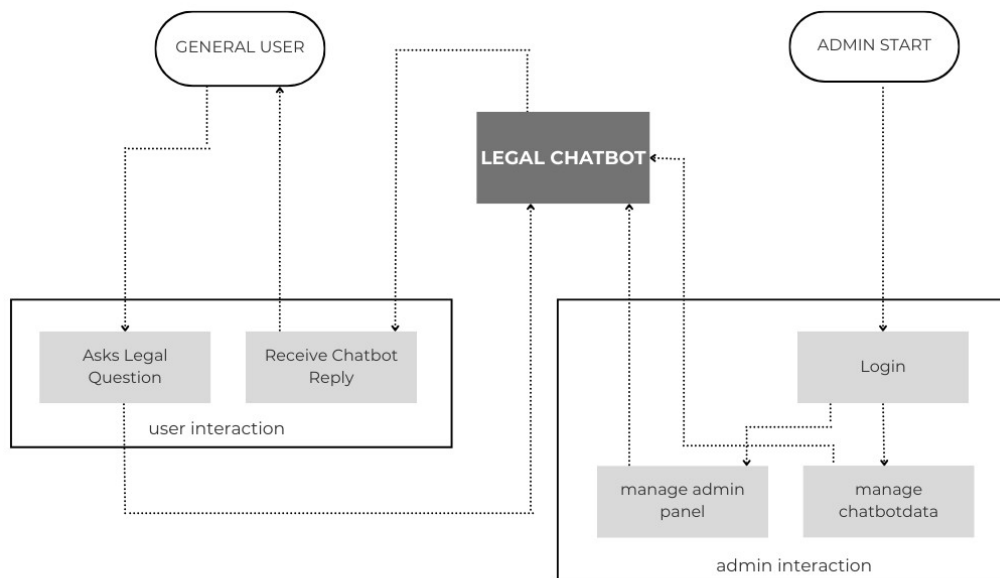 GENERAL USER
ADMIN START
LEGAL CHATBOT
Asks Legal
Question
Receive Chatbot
Reply
user interaction
Login
manage admin
panel
manage
chatbotdata
admin interaction